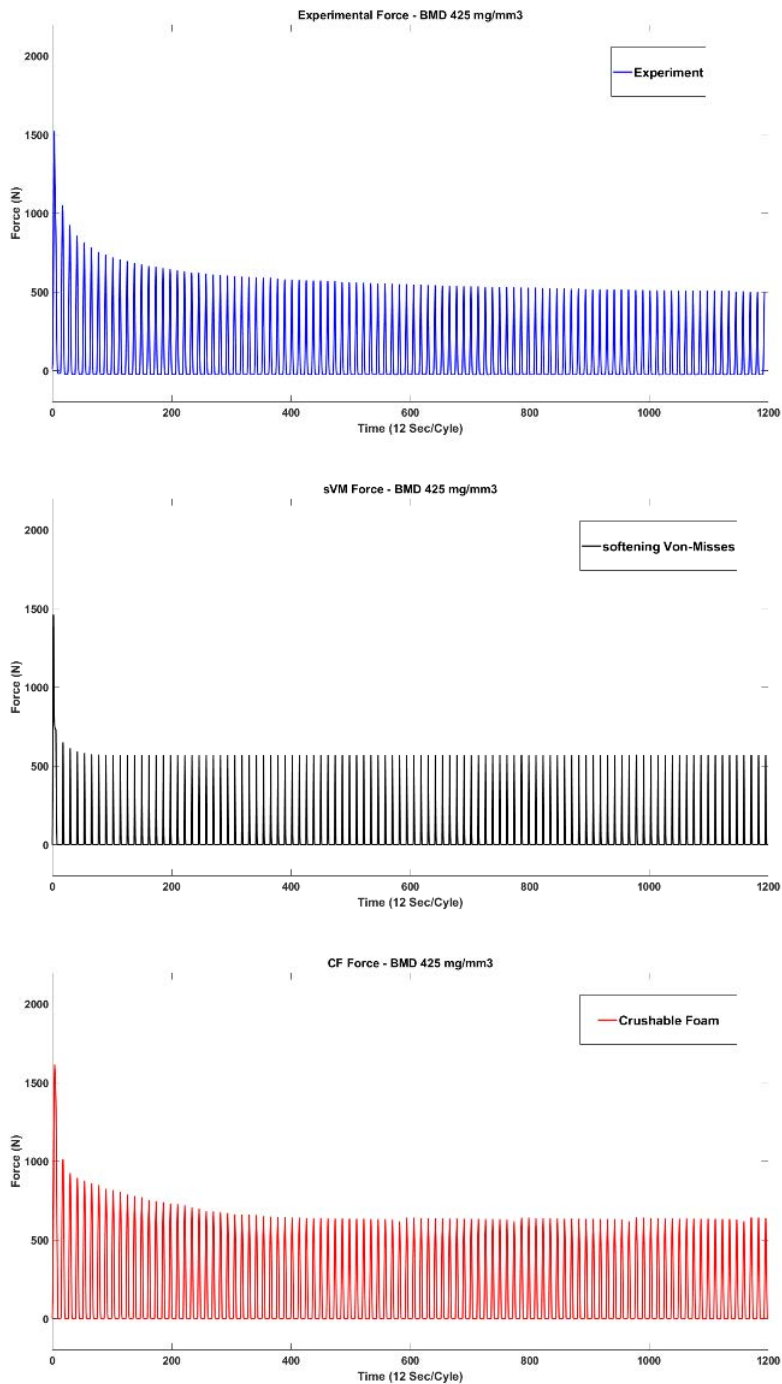 Experimental Force - BMD 425 mg/mm3
2000
Experiment
1500
Force (N)
1000
500
0
0 200 400 600 800 1000 1200
Time (12 Sec/Cyle)
sVM Force - BMD 425 mg/mm3
2000
softening Von-Misses
1500
Force (N)
1000
500
0
0 200 400 600 800 1000 1200
Time (12 Sec/Cyle)
CF Force - BMD 425 mg/mm3
2000
Crushable Foam
1500
Force (N)
1000
500
0
0 200 400 600 800 1000 1200
Time (12 Sec/Cyle)